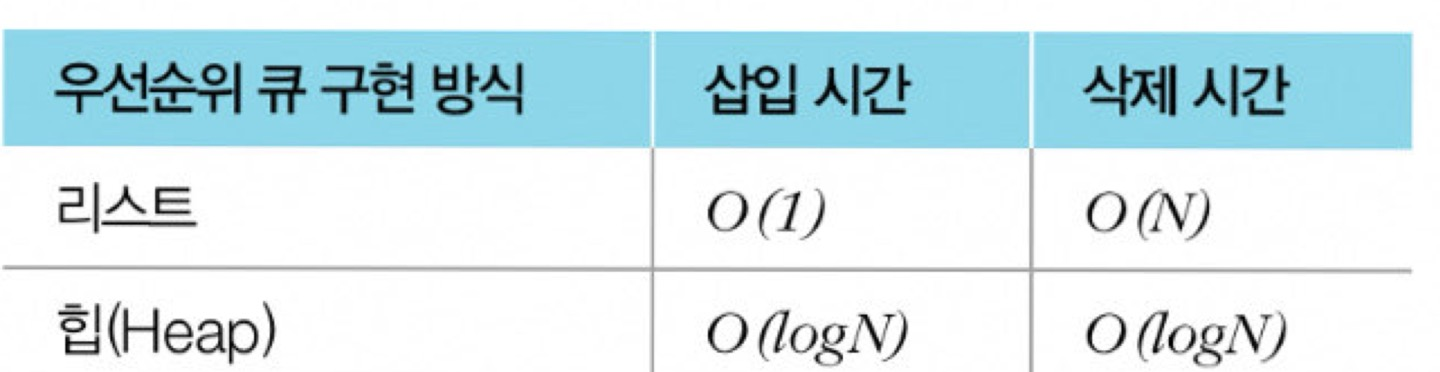 우선순위 큐 구현 방식 삽입 시간 삭제 시간
리스트 O(1) O(N)
힙(Heap) O(logN) O(logN)